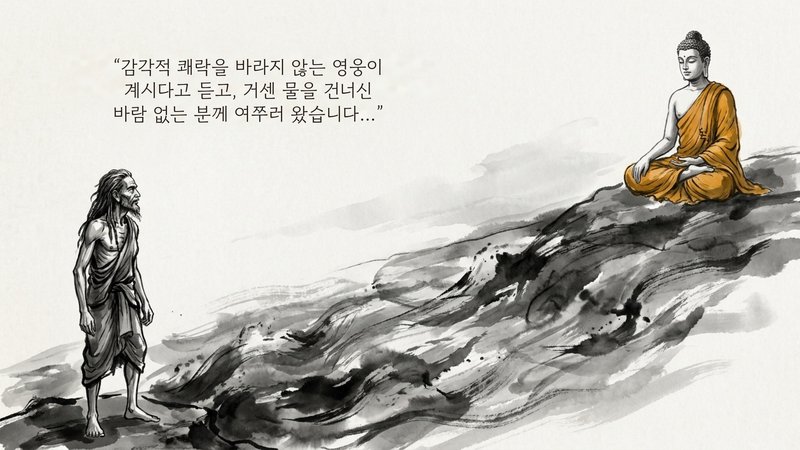 “감각적 쾌락을 바라지 않는 영웅이
계시다고 듣고, 거센 물을 건너신
바람 없는 분께 여쭈러 왔습니다...”